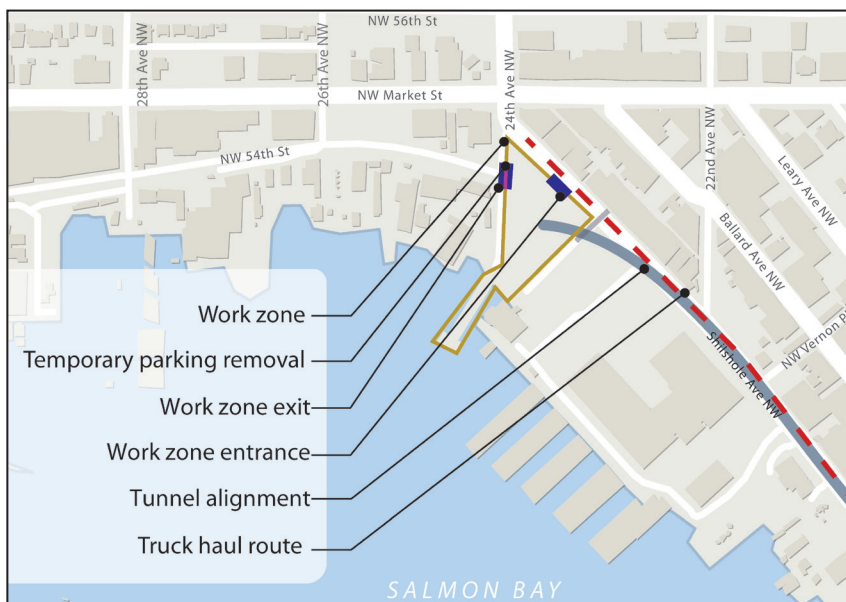 NW 56th St
28th Ave NW
26th Ave NW
24th Ave NW
NW Market St
NW 54th St
22nd Ave NW
Leary Ave NW
Ballard Ave NW
NW Vernon Pl
Shilshole Ave NW
Work zone
Temporary parking removal
Work zone exit
Work zone entrance
Tunnel alignment
Truck haul route
SALMON BAY